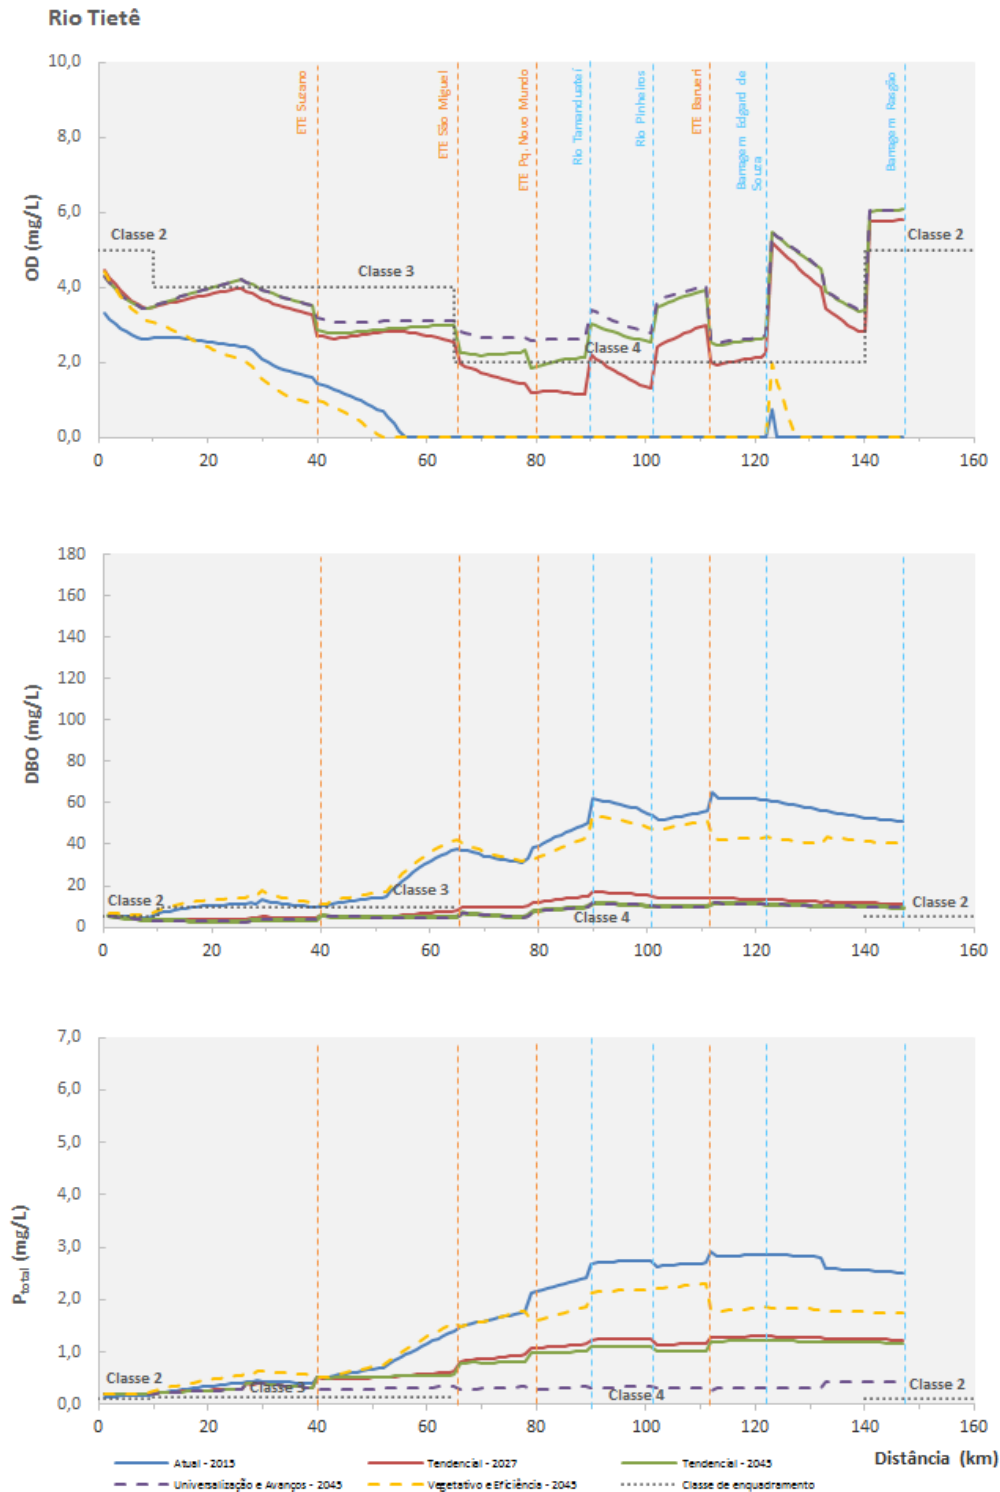 Rio Tietê
10,0
8,0
6,0
4,0
2,0
0,0
OD (mg/L)
ETE Suzano
ETE São Miguel
ETE Pq. Novo Mundo
Rio Tamanduateí
Rio Pinheiros
ETE Barueri
Barragem Edgard de
Souza
Barragem Rasgão
Classe 2
Classe 3
Classe 4
Classe 2
0 20 40 60 80 100 120 140 160
180
160
140
120
100
80
60
40
20
0
DBO (mg/L)
Classe 2
Classe 3
Classe 4
Classe 2
0 20 40 60 80 100 120 140 160
7,0
6,0
5,0
4,0
3,0
2,0
1,0
0,0
Ptotal (mg/L)
Classe 2
Classe 3
Classe 4
Classe 2
0 20 40 60 80 100 120 140 160
Distância (km)
Atual - 2015 Tendencial - 2027 Tendencial - 2045
Universalização e Avanços - 2045 Vegetativo e Eficiência - 2045 Classe de enquadramento